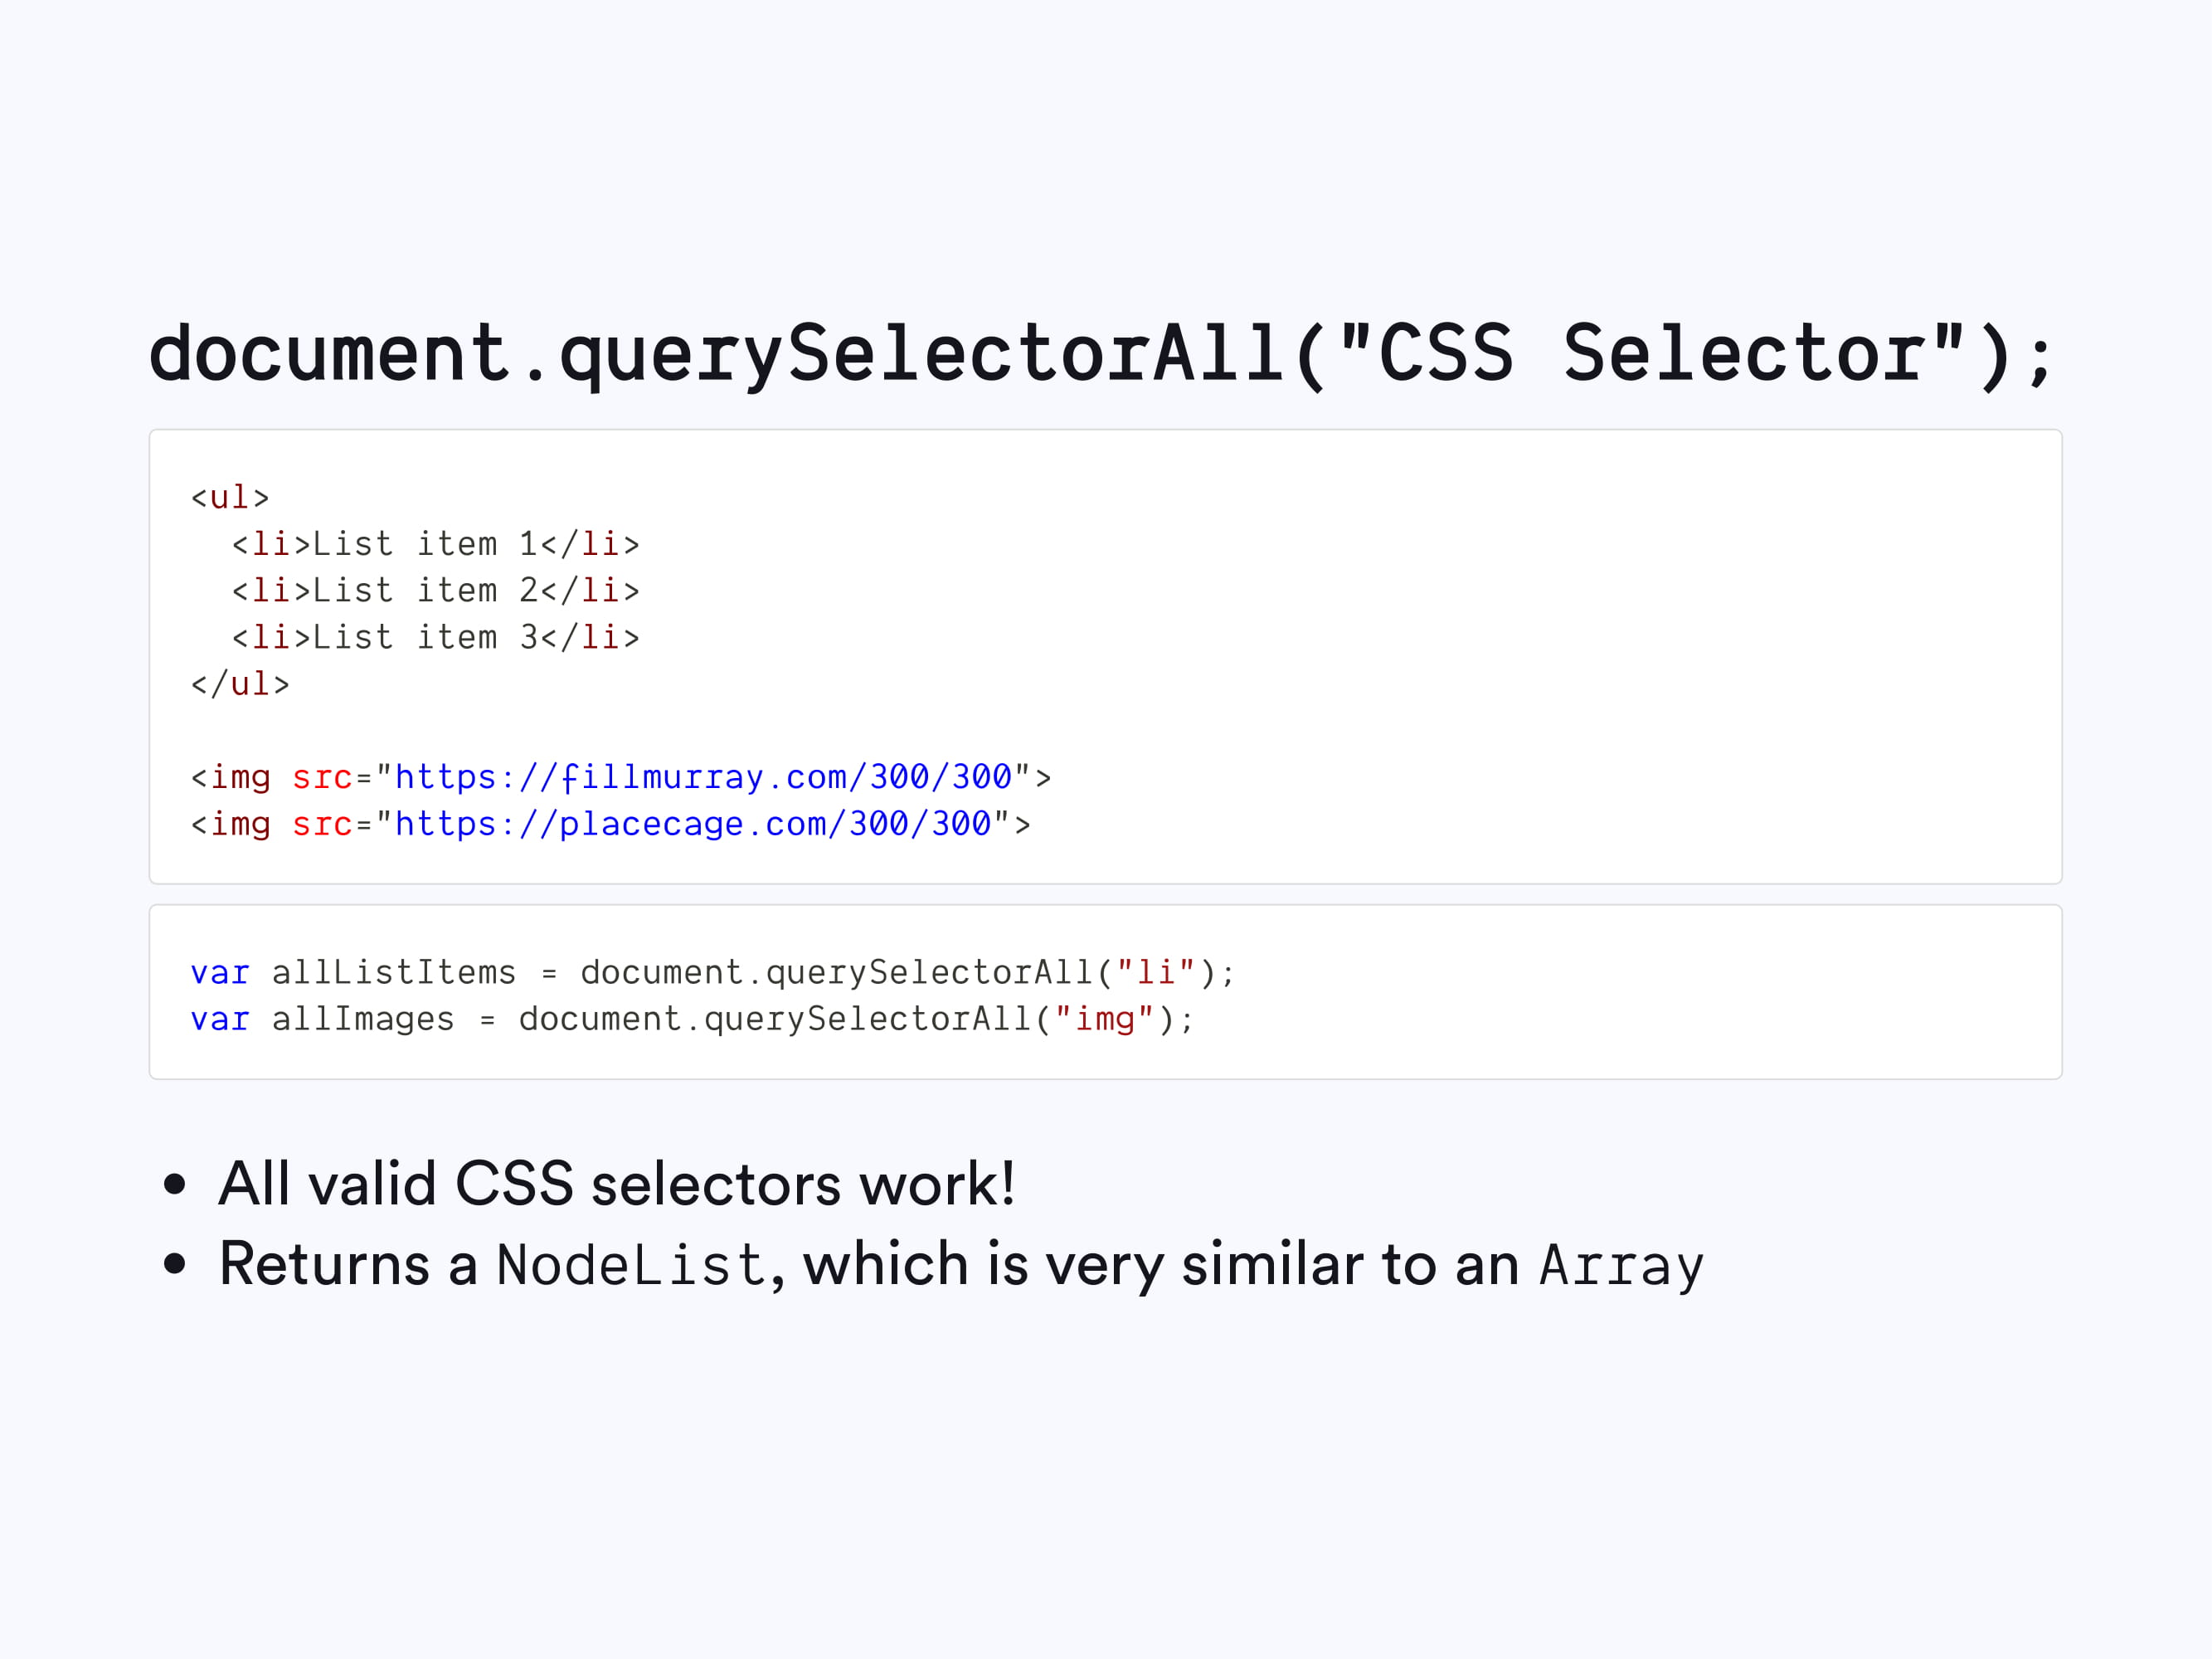 document.querySelectorAll("CSS Selector");
<ul>
  <li>List item 1</li>
  <li>List item 2</li>
  <li>List item 3</li>
</ul>
<img src="https://fillmurray.com/300/300">
<img src="https://placecage.com/300/300">
var allListItems = document.querySelectorAll("li");
var allImages = document.querySelectorAll("img");
• All valid CSS selectors work!
• Returns a NodeList, which is very similar to an Array